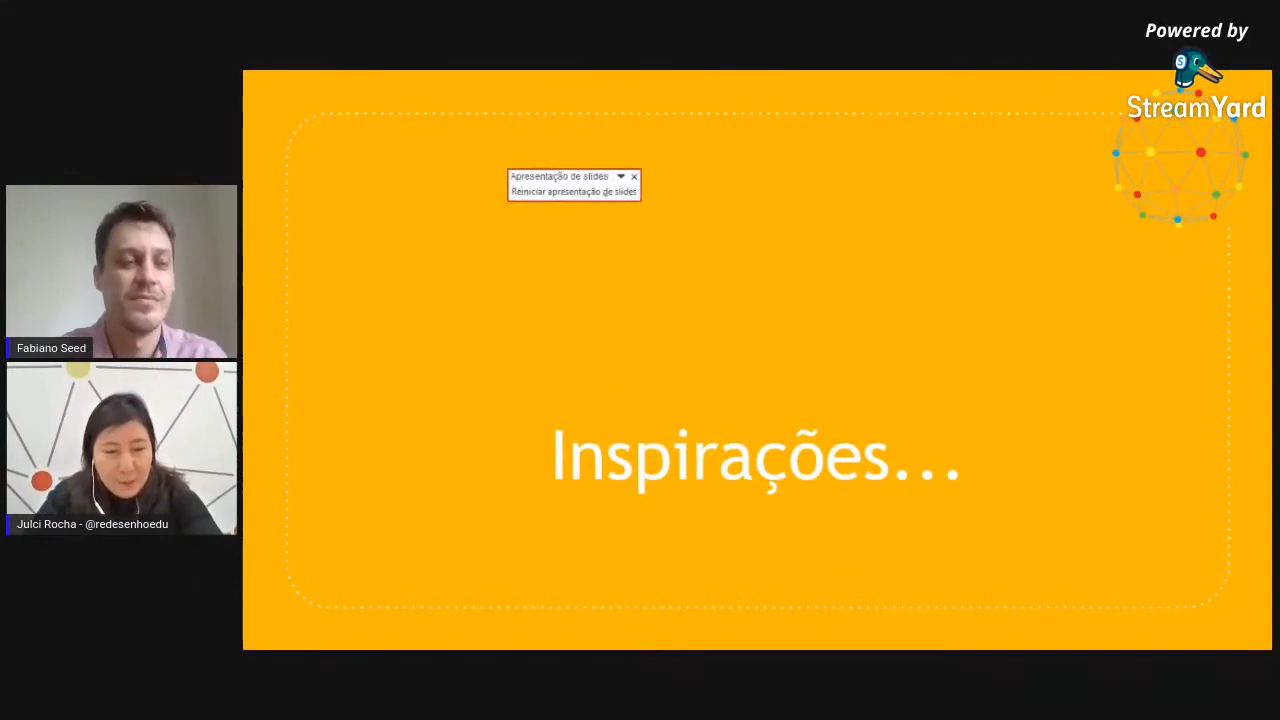 Powered by
StreamYard
Apresentação de slides
Reiniciar apresentação de slides
Fabiano Seed
Julci Rocha - @redesenhoedu
Inspirações...